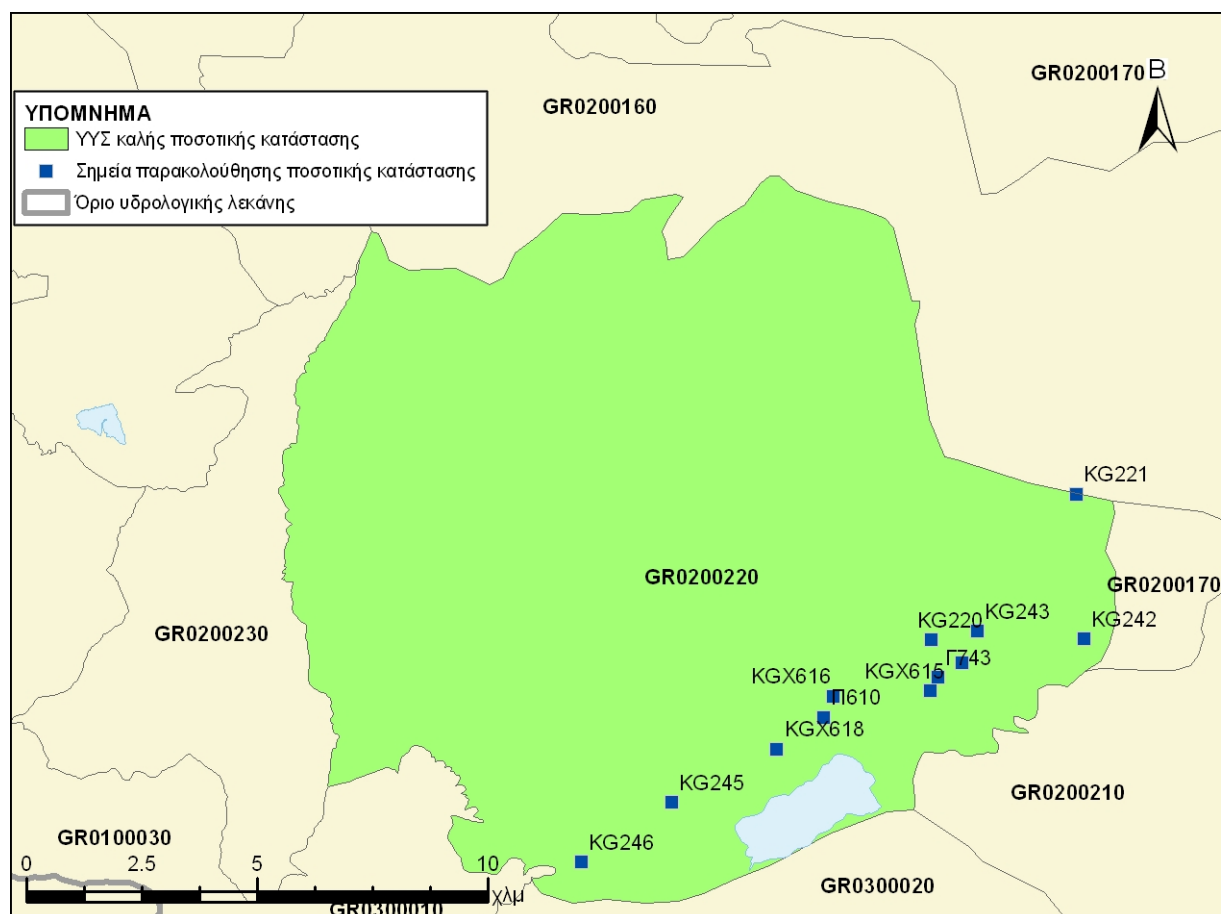 GR0200170
B
GR0200160
ΥΠΟΜΝΗΜΑ
ΥΥΣ καλής ποσοτικής κατάστασης
Σημεία παρακολούθησης ποσοτικής κατάστασης
Όριο υδρολογικής λεκάνης
KG221
GR0200220
GR0200170
GR0200230
KG220
KG243
KG242
Γ743
KGX615
KGX616
Π610
KGX618
KG245
GR0200210
GR0100030
KG246
0 2.5 5 10
χλμ
GR0300020
GR0300010